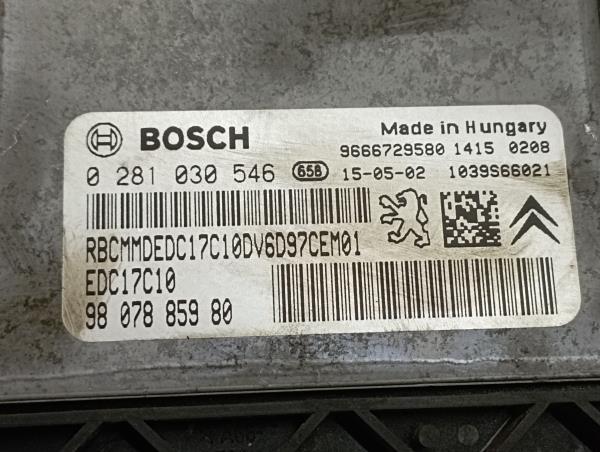 BOSCH
Made in Hungary
9666729580 1415 0208
0 281 030 546 658 15-05-02 1039S66021
RBCMMDEDC17C10DV6D97CEM01
EDC17C10
98 078 859 80